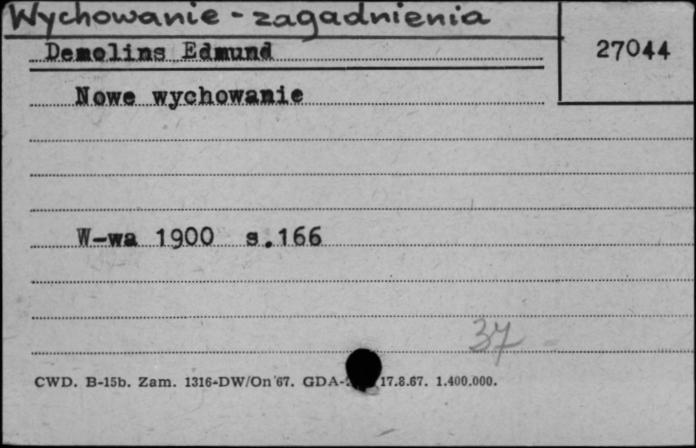 Wychowanie - zagadnienia
Demolins Edmund
27044
Nowe wychowanie
W-wa 1900 s.166
37
CWD. B-15b. Zam. 1316-DW/On 67. GDA- 17.8.67. 1.400.000.